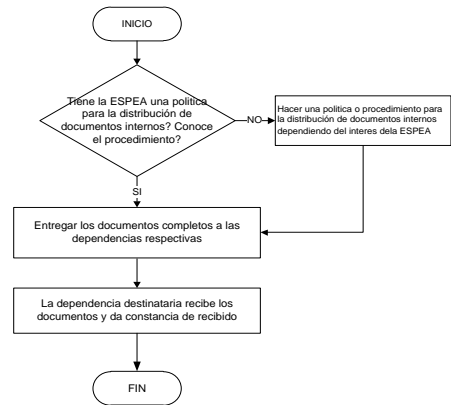 INICIO
Tiene la ESPEA una politica
para la distribución de
documentos internos? Conoce
el procedimiento?
NO
Hacer una politica o procedimiento para
la distribución de documentos internos
dependiendo del interes dela ESPEA
SI
Entregar los documentos completos a las
dependencias respectivas
La dependencia destinataria recibe los
documentos y da constancia de recibido
FIN